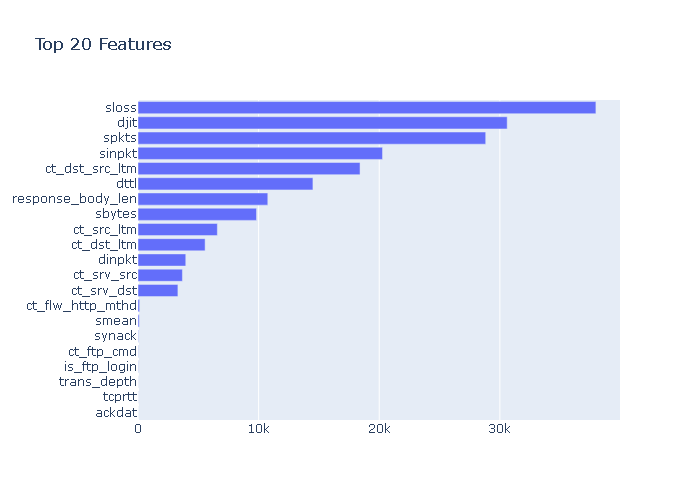 Top 20 Features
sloss
djit
spkts
sinpkt
ct_dst_src_ltm
dttl
response_body_len
sbytes
ct_src_ltm
ct_dst_ltm
dinpkt
ct_srv_src
ct_srv_dst
ct_flw_http_mthd
smean
synack
ct_ftp_cmd
is_ftp_login
trans_depth
tcprtt
ackdat
0 10k 20k 30k